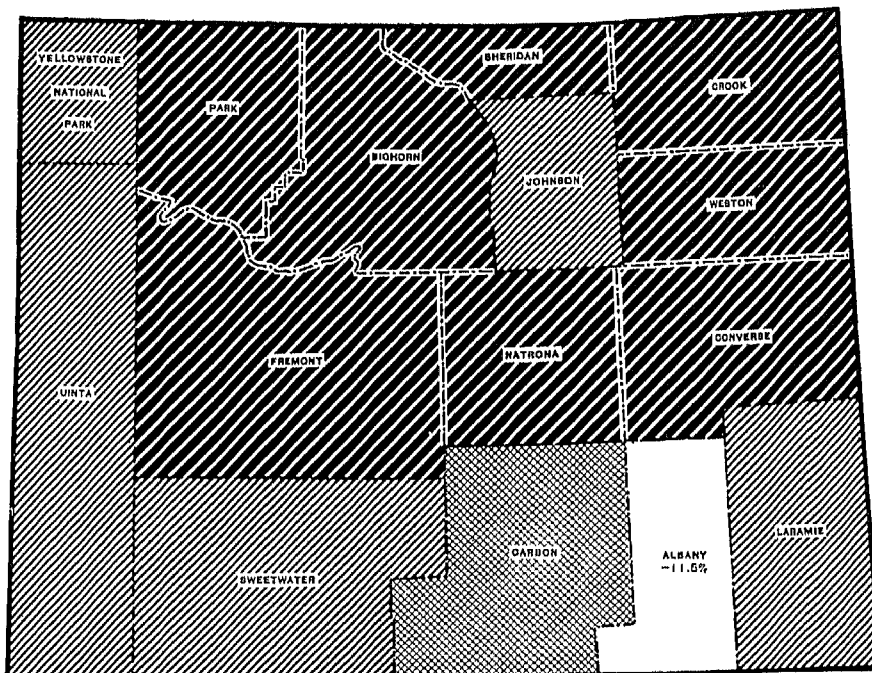 YELLOWSTONE
NATIONAL
PARK
PARK
SHERIDAN
CROOK
BIGHORN
JOHNSON
WESTON
FREMONT
NATRONA
CONVERSE
UINTA
SWEETWATER
CARBON
ALBANY
-11.5%
LARAMIE